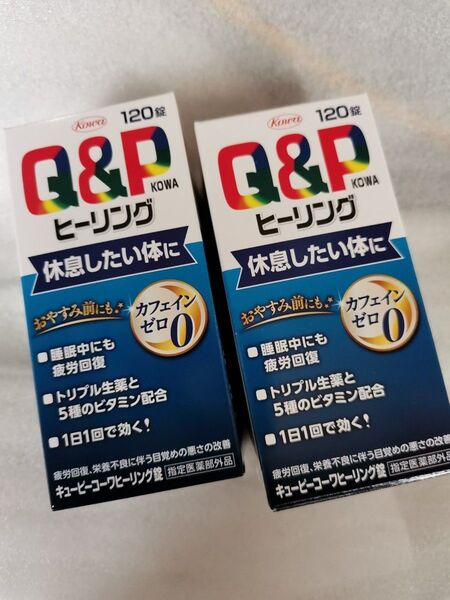 Kowa
120錠
Q&P
KOWA
ヒーリング
休息したい体に
おやすみ前にも
カフェイン
ゼロ0
睡眠中にも
疲労回復
トリプル生薬と
5種のビタミン配合
1日1回で効く!
疲労回復、栄養不良に伴う目覚めの悪さの改善
キューピーコーワヒーリング錠 指定医薬部外品
Kowa
120錠
Q&P
KOWA
ヒーリング
休息したい体に
おやすみ前にも
カフェイン
ゼロ0
睡眠中にも
疲労回復
トリプル生薬と
5種のビタミン配合
1日1回で効く!
疲労回復、栄養不良に伴う目覚めの悪さの改善
キューピーコーワヒーリング錠 指定医薬部外品